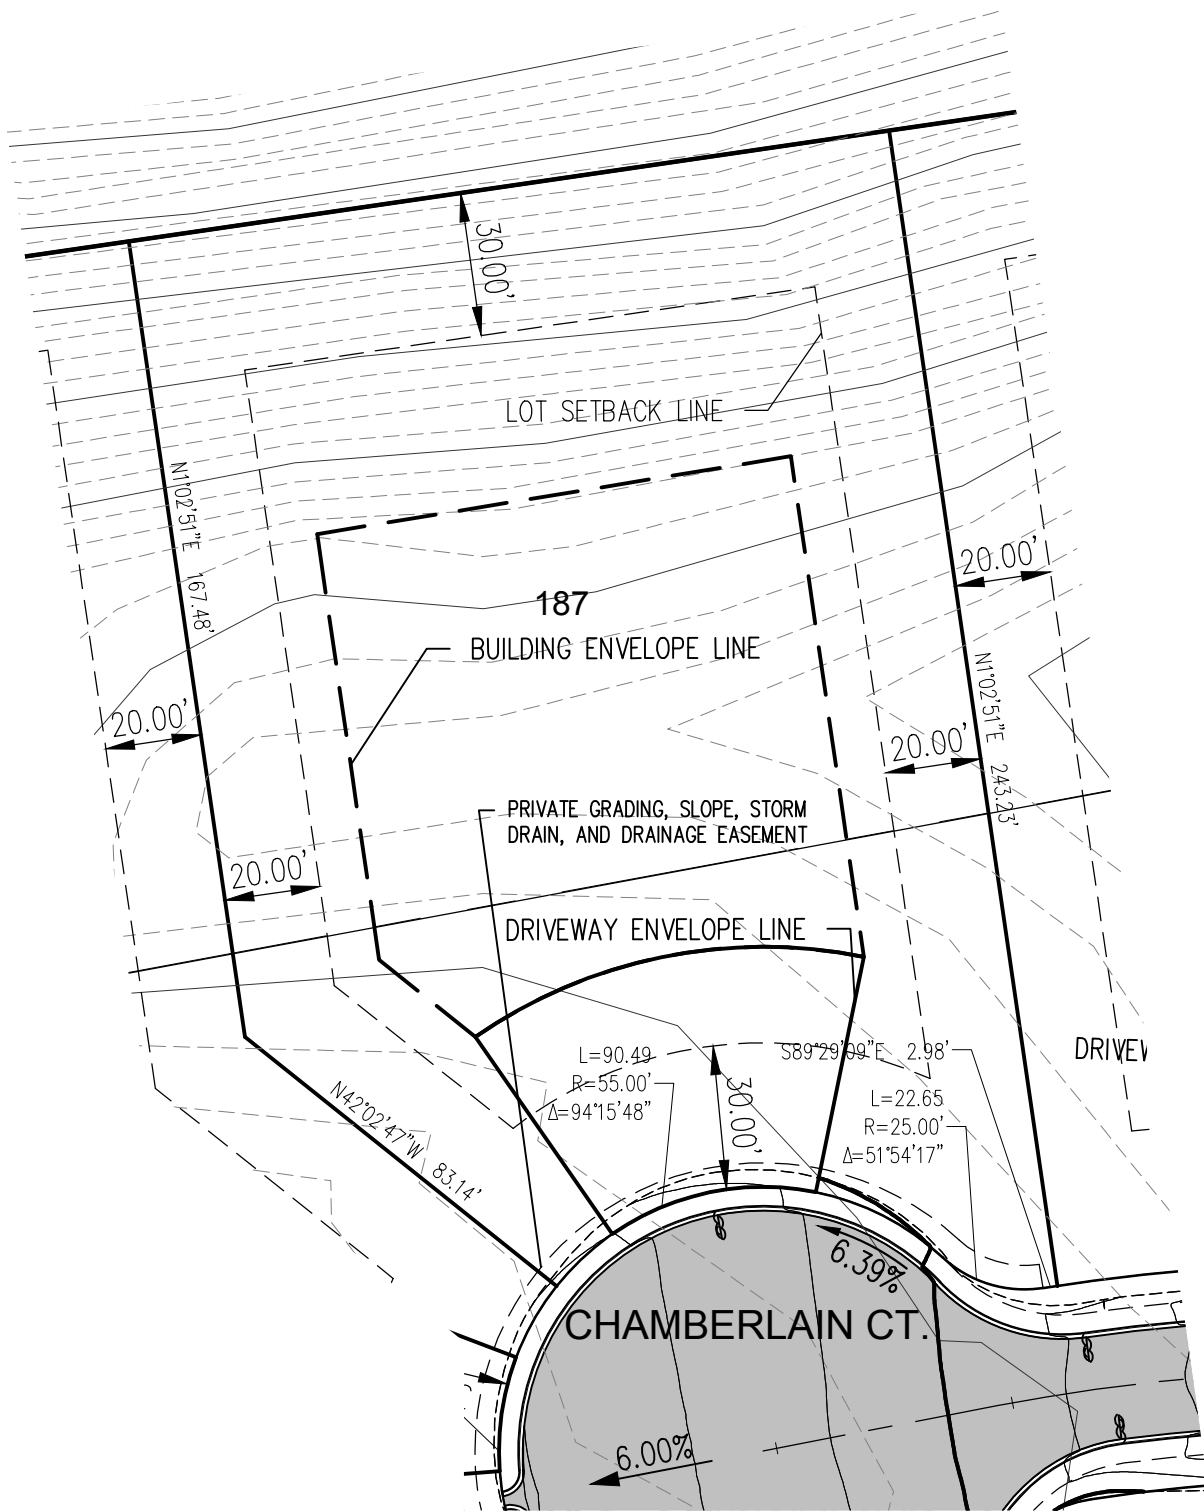 30.00'
LOT SETBACK LINE
N1°02'51"E 167.48'
20.00'
187
BUILDING ENVELOPE LINE
N1°02'51"E 243.23'
20.00'
20.00'
PRIVATE GRADING, SLOPE, STORM
DRAIN, AND DRAINAGE EASEMENT
20.00'
DRIVEWAY ENVELOPE LINE
L=90.49
R=55.00'
Δ=94°15'48"
30.00'
S89°29'09"E 2.98'
DRIVEW
L=22.65
R=25.00'
Δ=51°54'17"
N42°02'47"W 83.14'
6.39%
CHAMBERLAIN CT.
6.00%